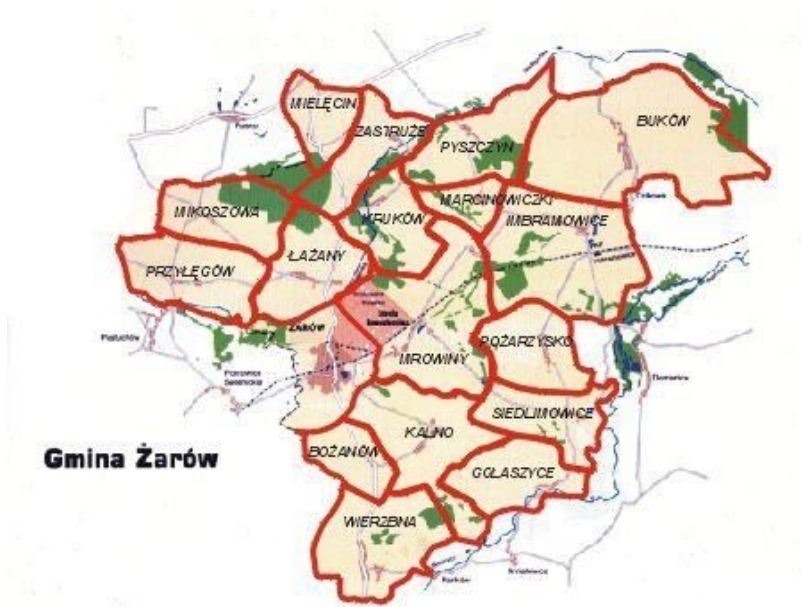 MIELĘCIN
ZASTRUŻE
BUKÓW
PYSZCZYN
MARCINOWICZKI
MIKOSZOWA
KRUKÓW
IMBRAMOWICE
ŁAŻANY
PRZYŁĘGÓW
ŻARÓW
POŻARZYSKO
MROWINY
SIEDLIMOWICE
KALNO
BOŻANÓW
Gmina Żarów
GOŁASZYCE
WIERZBNA